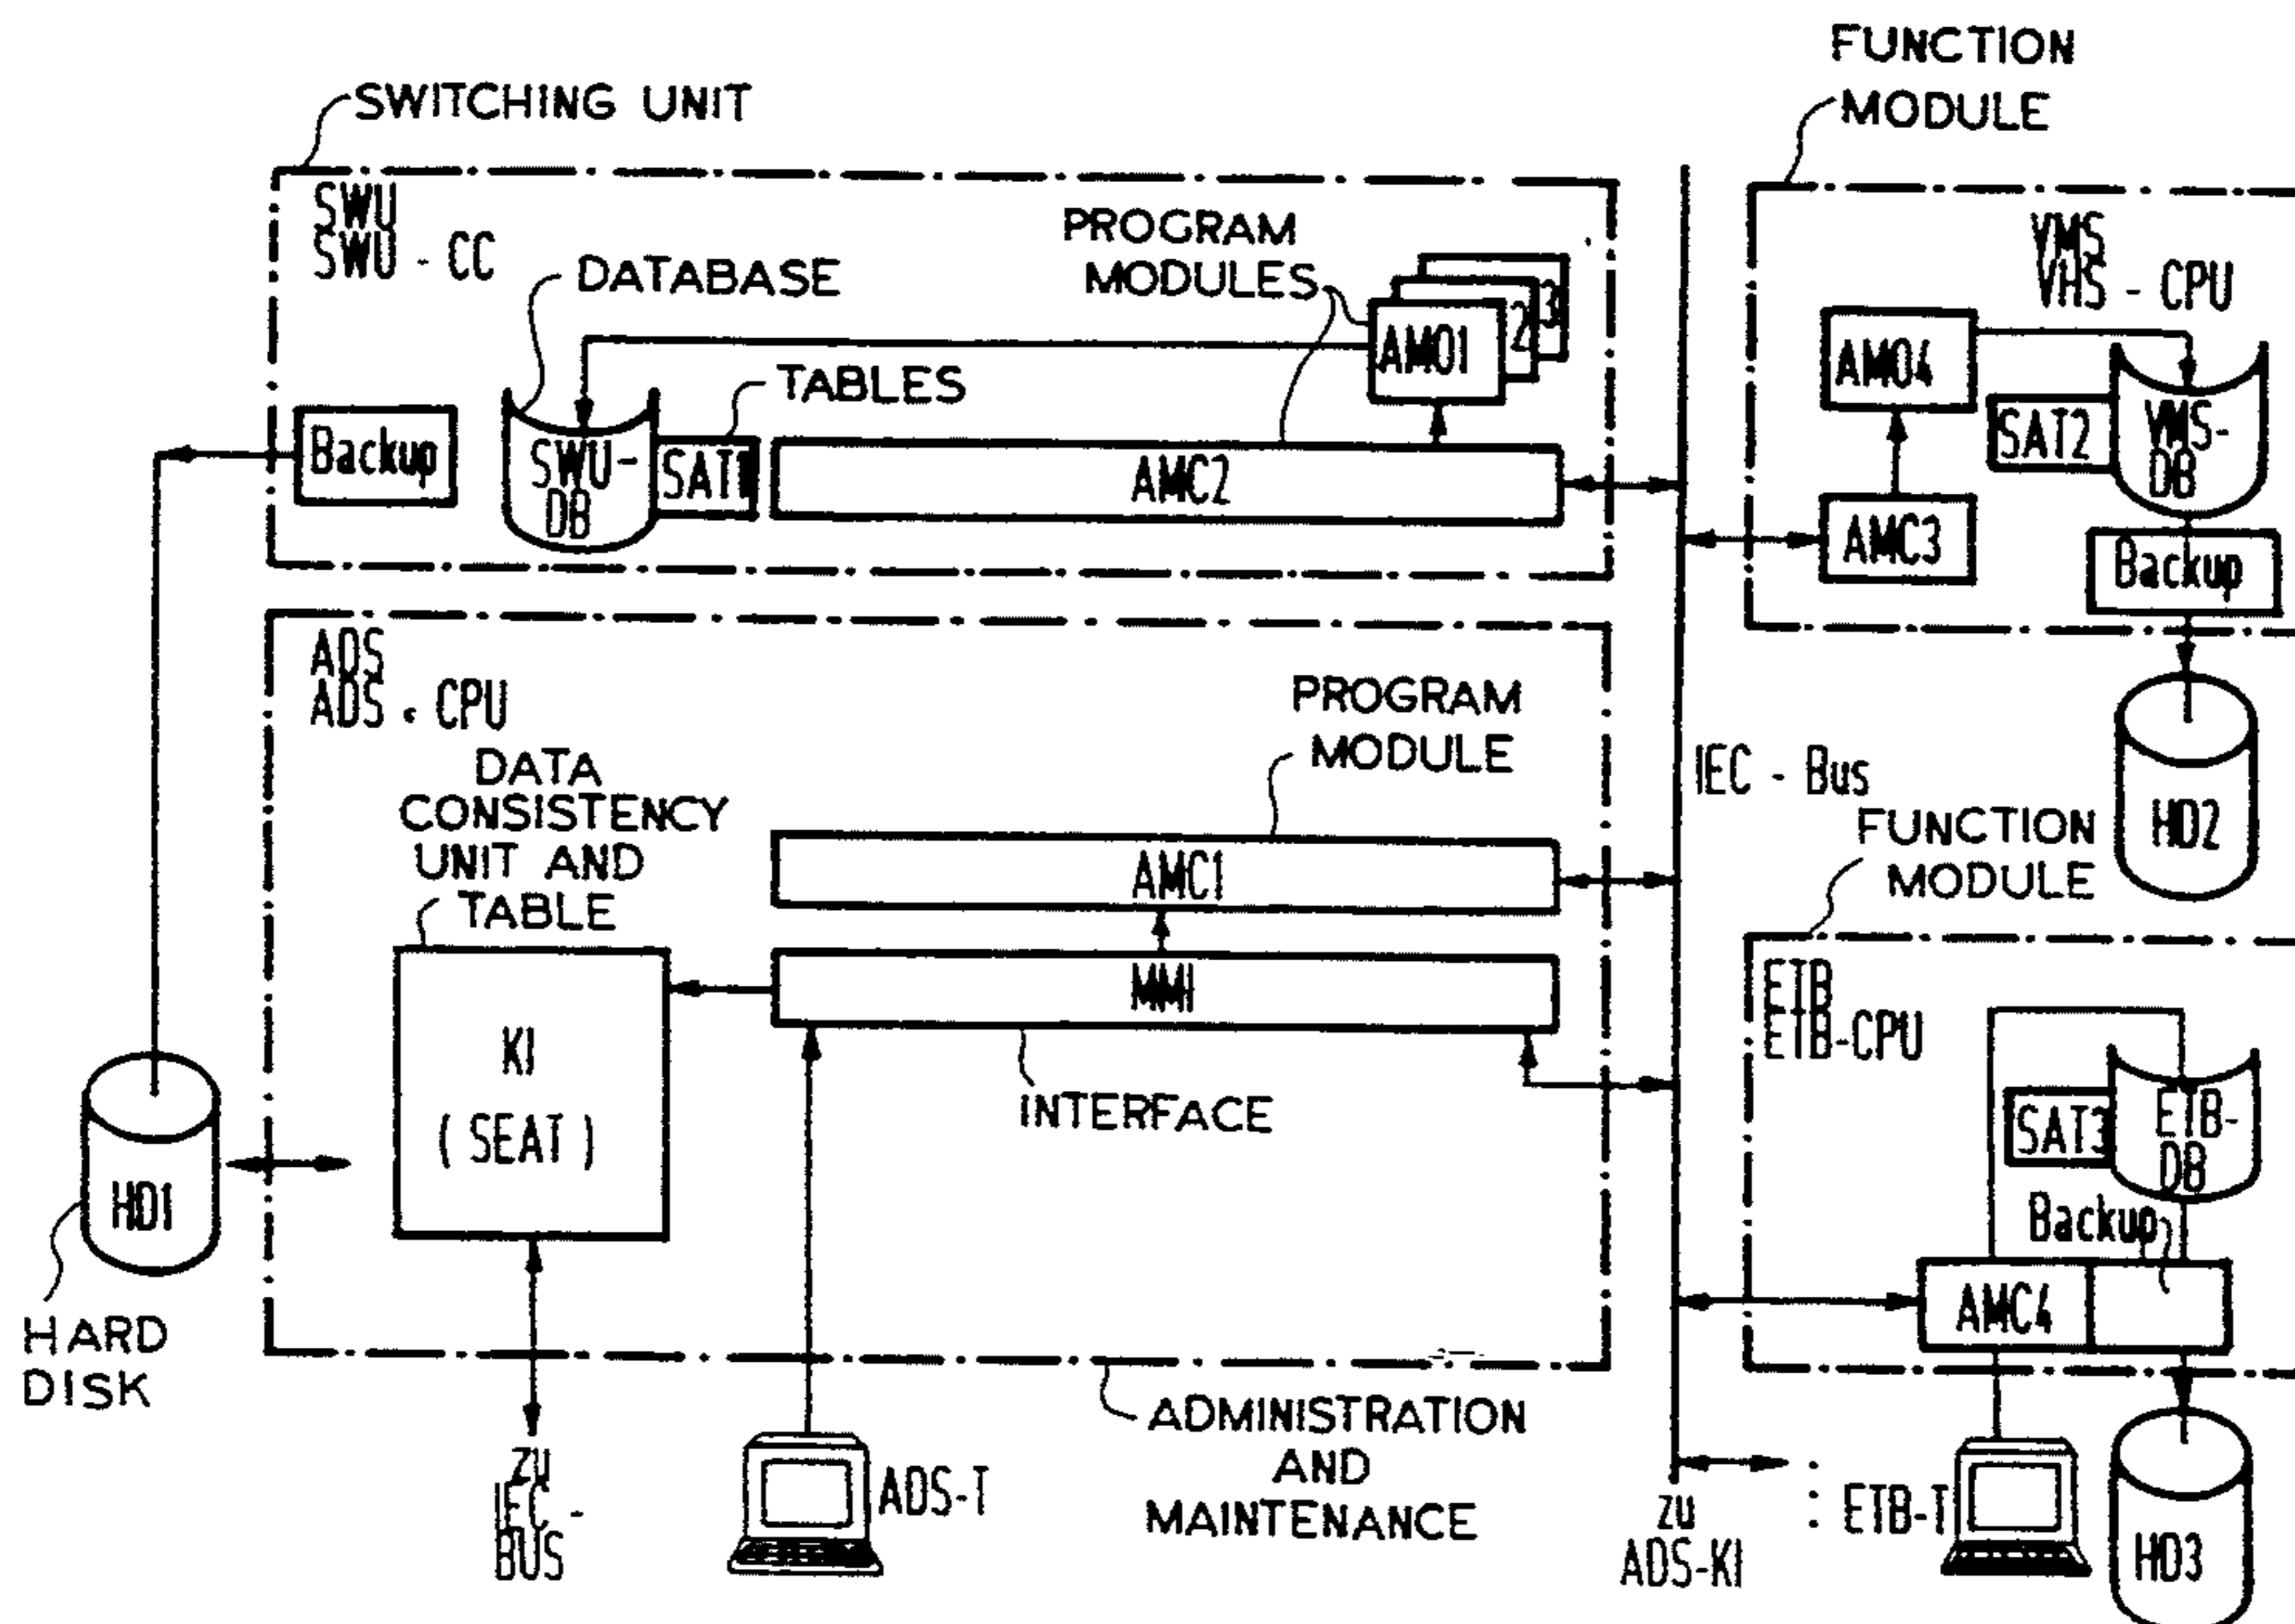 SWITCHING UNIT
SWU
SWU - CC
DATABASE
PROGRAM
MODULES
3
2
AMO1
TABLES
Backup
SWU-
DB
SAT1
AMC2
FUNCTION
MODULE
VMS
VHS - CPU
AMO4
SAT2
VMS-
DB
AMC3
Backup
HD2
ADS
ADS . CPU
DATA
CONSISTENCY
UNIT AND
TABLE
PROGRAM
MODULE
AMC1
MMI
KI
( SEAT )
INTERFACE
HD1
HARD
DISK
IEC - Bus
FUNCTION
MODULE
ETB
ETB-CPU
SAT3
ETB-
DB
Backup
AMC4
zu
IEC -
BUS
ADS-T
ADMINISTRATION
AND
MAINTENANCE
zu
ADS-KI
ETB-T
HD3